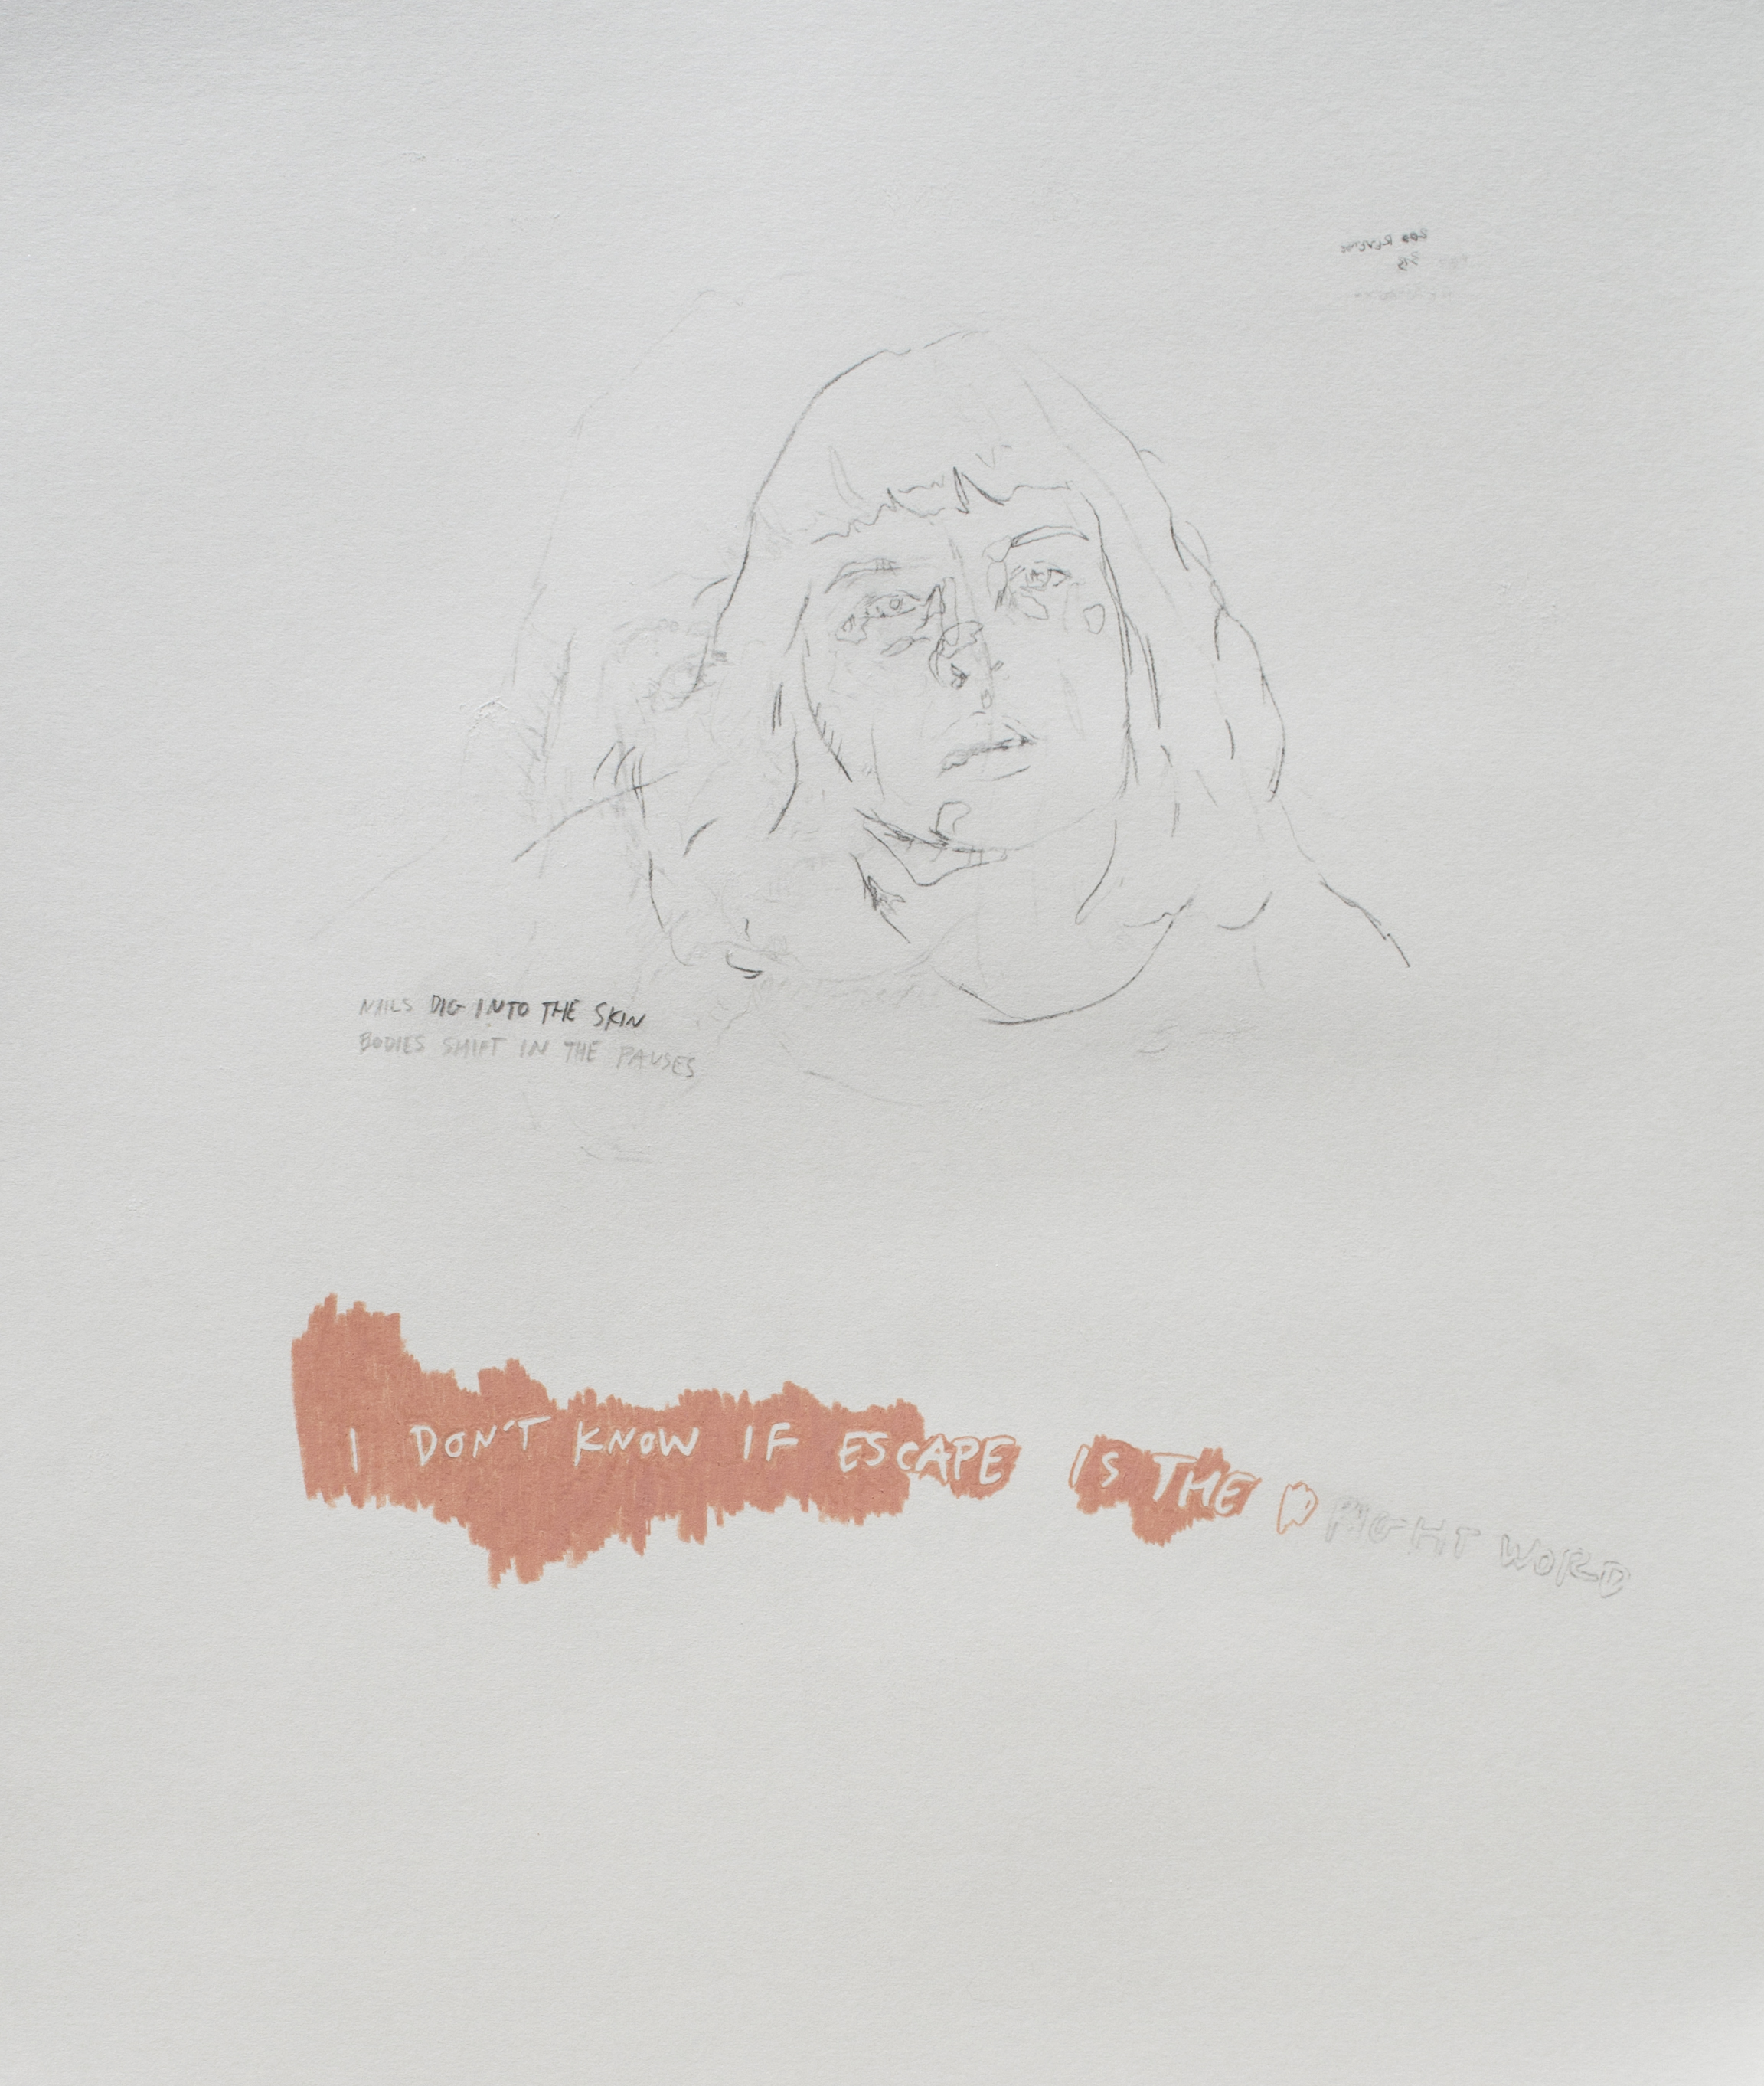 NAILS DIG INTO THE SKIN
BODIES SHIFT IN THE PAUSES
I DON'T KNOW IF ESCAPE IS THE RIGHT WORD